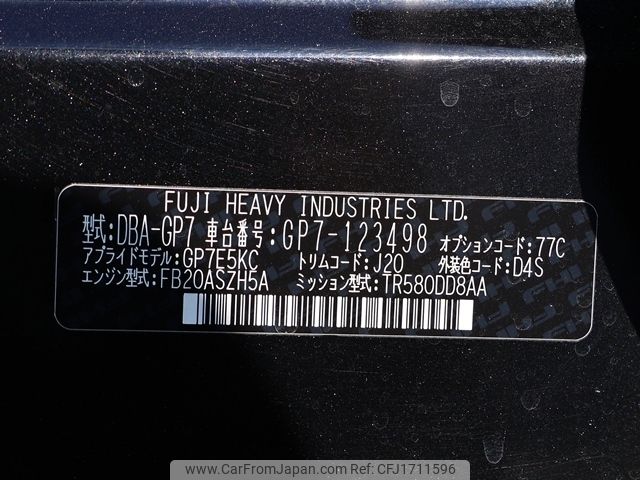 FUJI HEAVY INDUSTRIES LTD.
型式:DBA-GP7 車台番号:GP7-123498 オプションコード:77C
アプライドモデル:GP7E5KC トリムコード:J20 外装色コード:D4S
エンジン型式:FB20ASZH5A ミッション型式:TR580DD8AA
CAR FROM JAPAN | CarFromJapan.com | CFJ1711596